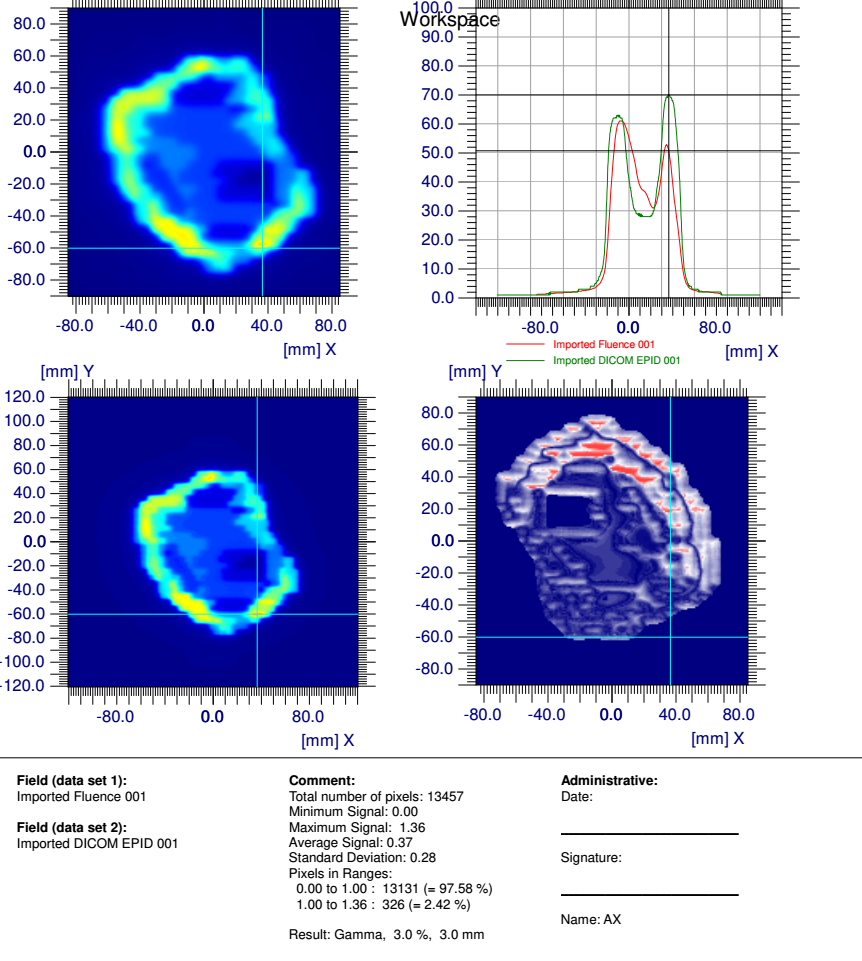 Workspace
80.0
60.0
40.0
20.0
0.0
-20.0
-40.0
-60.0
-80.0
-80.0 -40.0 0.0 40.0 80.0
[mm] X
100.0
90.0
80.0
70.0
60.0
50.0
40.0
30.0
20.0
10.0
0.0
-80.0 0.0 80.0
[mm] X
Imported Fluence 001
Imported DICOM EPID 001
[mm] Y
120.0
100.0
80.0
60.0
40.0
20.0
0.0
-20.0
-40.0
-60.0
-80.0
-100.0
-120.0
-80.0 0.0 80.0
[mm] X
[mm] Y
80.0
60.0
40.0
20.0
0.0
-20.0
-40.0
-60.0
-80.0
-80.0 -40.0 0.0 40.0 80.0
[mm] X
Field (data set 1):
Imported Fluence 001
Field (data set 2):
Imported DICOM EPID 001
Comment:
Total number of pixels: 13457
Minimum Signal: 0.00
Maximum Signal: 1.36
Average Signal: 0.37
Standard Deviation: 0.28
Pixels in Ranges:
0.00 to 1.00 : 13131 (= 97.58 %)
1.00 to 1.36 : 326 (= 2.42 %)
Result: Gamma, 3.0 %, 3.0 mm
Administrative:
Date:
Signature:
Name: AX